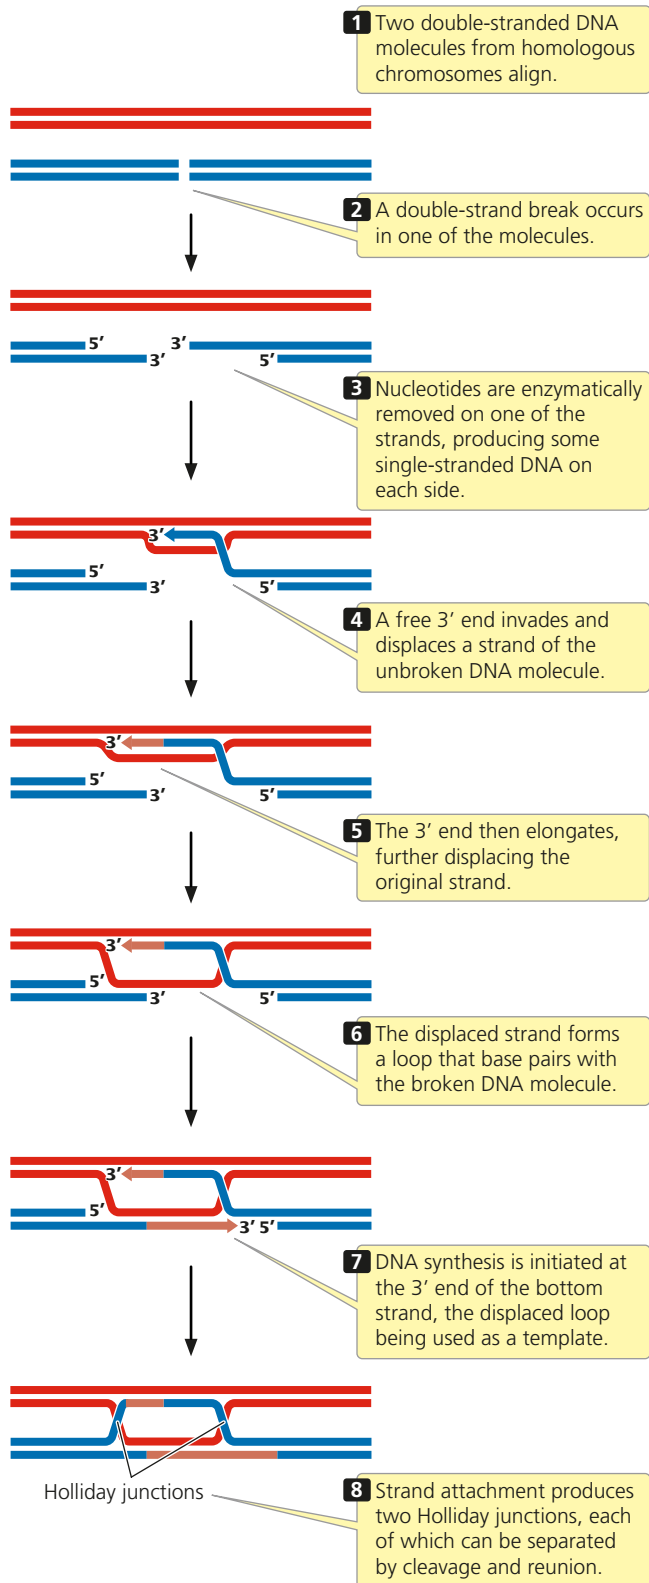 1 Two double-stranded DNA
molecules from homologous
chromosomes align.
2 A double-strand break occurs
in one of the molecules.
5’ 3’
3’ 5’
3 Nucleotides are enzymatically
removed on one of the
strands, producing some
single-stranded DNA on
each side.
3’
5’
3’ 5’
4 A free 3’ end invades and
displaces a strand of the
unbroken DNA molecule.
3’
5’
3’ 5’
5 The 3’ end then elongates,
further displacing the
original strand.
3’
5’
3’ 5’
6 The displaced strand forms
a loop that base pairs with
the broken DNA molecule.
3’
5’
3’ 5’
7 DNA synthesis is initiated at
the 3’ end of the bottom
strand, the displaced loop
being used as a template.
Holliday junctions
8 Strand attachment produces
two Holliday junctions, each
of which can be separated
by cleavage and reunion.